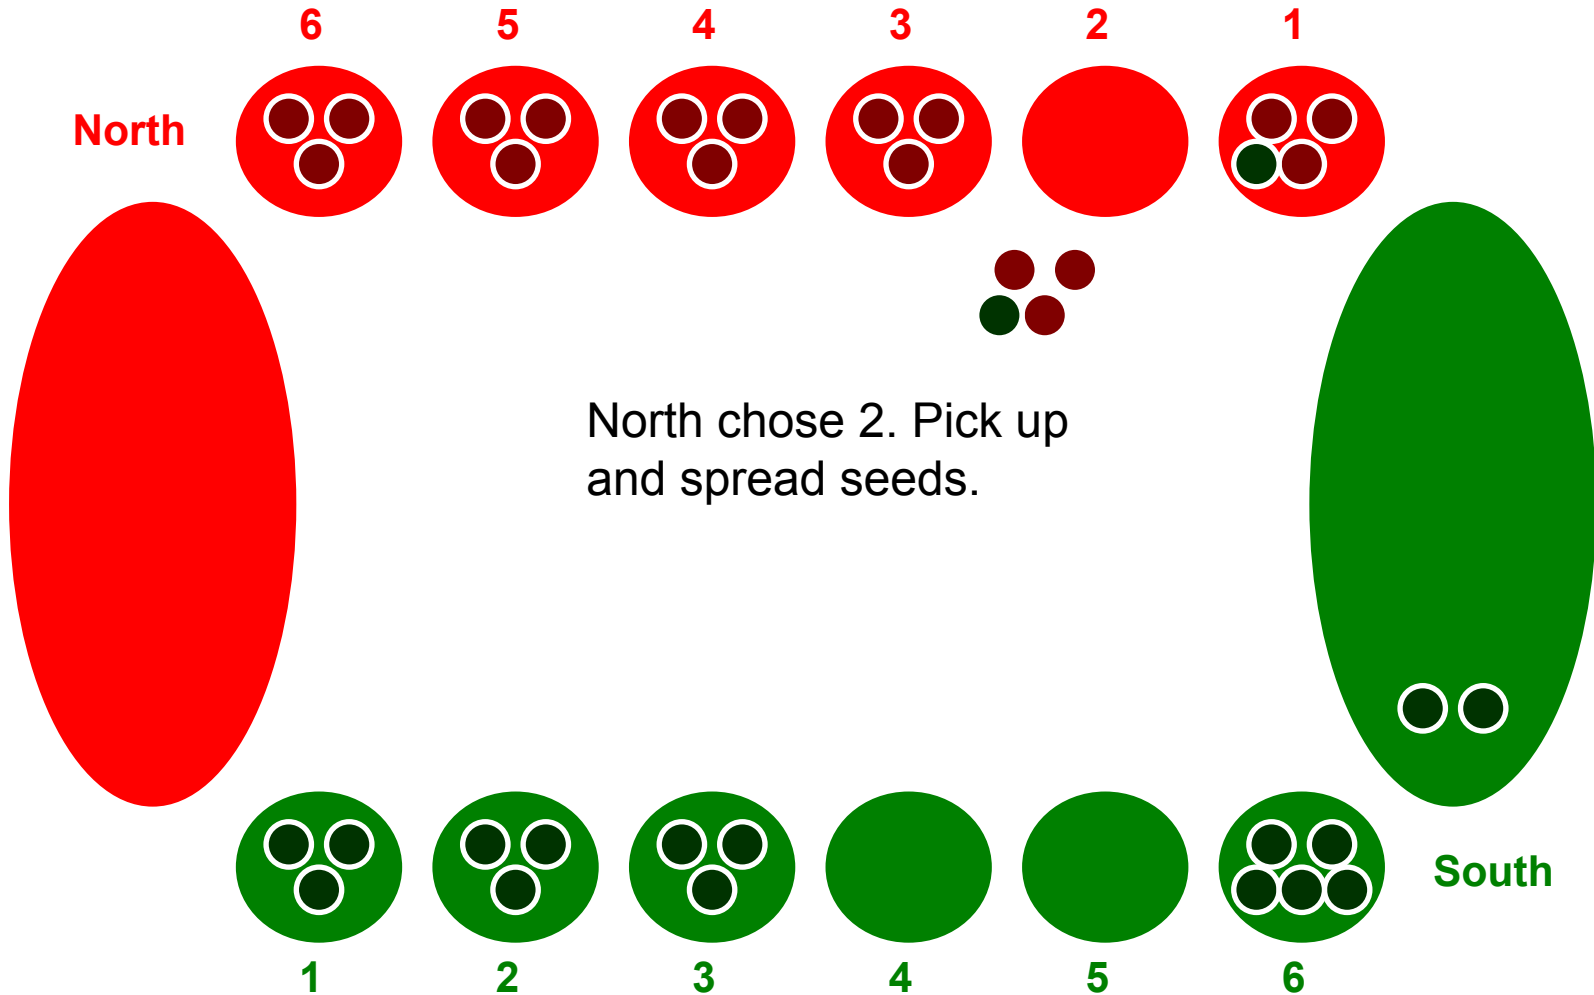 6 5 4 3 2 1
North
North chose 2. Pick up
and spread seeds.
South
1 2 3 4 5 6